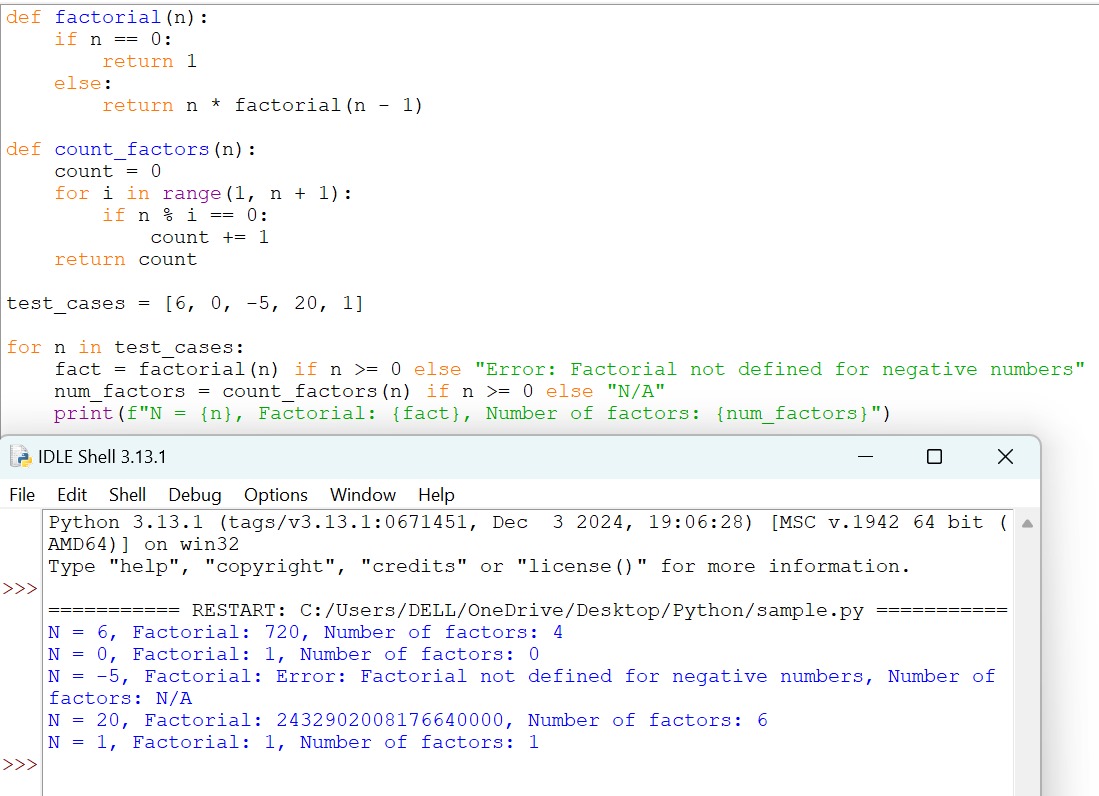 def factorial(n):
    if n == 0:
        return 1
    else:
        return n * factorial(n - 1)

def count_factors(n):
    count = 0
    for i in range(1, n + 1):
        if n % i == 0:
            count += 1
    return count

test_cases = [6, 0, -5, 20, 1]

for n in test_cases:
    fact = factorial(n) if n >= 0 else "Error: Factorial not defined for negative numbers"
    num_factors = count_factors(n) if n >= 0 else "N/A"
    print(f"N = {n}, Factorial: {fact}, Number of factors: {num_factors}")
IDLE Shell 3.13.1
File Edit Shell Debug Options Window Help
Python 3.13.1 (tags/v3.13.1:0671451, Dec  3 2024, 19:06:28) [MSC v.1942 64 bit (
AMD64)] on win32
Type "help", "copyright", "credits" or "license()" for more information.
>>>
=========== RESTART: C:/Users/DELL/OneDrive/Desktop/Python/sample.py ===========
N = 6, Factorial: 720, Number of factors: 4
N = 0, Factorial: 1, Number of factors: 0
N = -5, Factorial: Error: Factorial not defined for negative numbers, Number of
factors: N/A
N = 20, Factorial: 2432902008176640000, Number of factors: 6
N = 1, Factorial: 1, Number of factors: 1
>>>